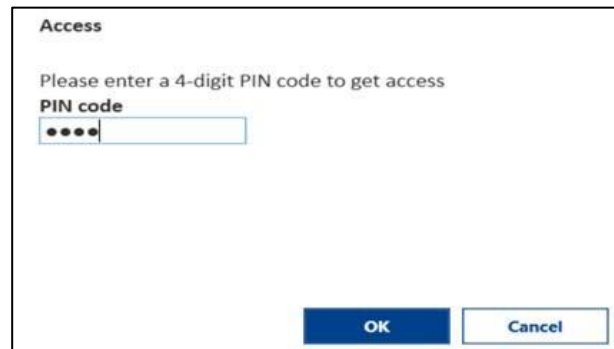 Access
Please enter a 4-digit PIN code to get access
PIN code
●●●●
OK
Cancel